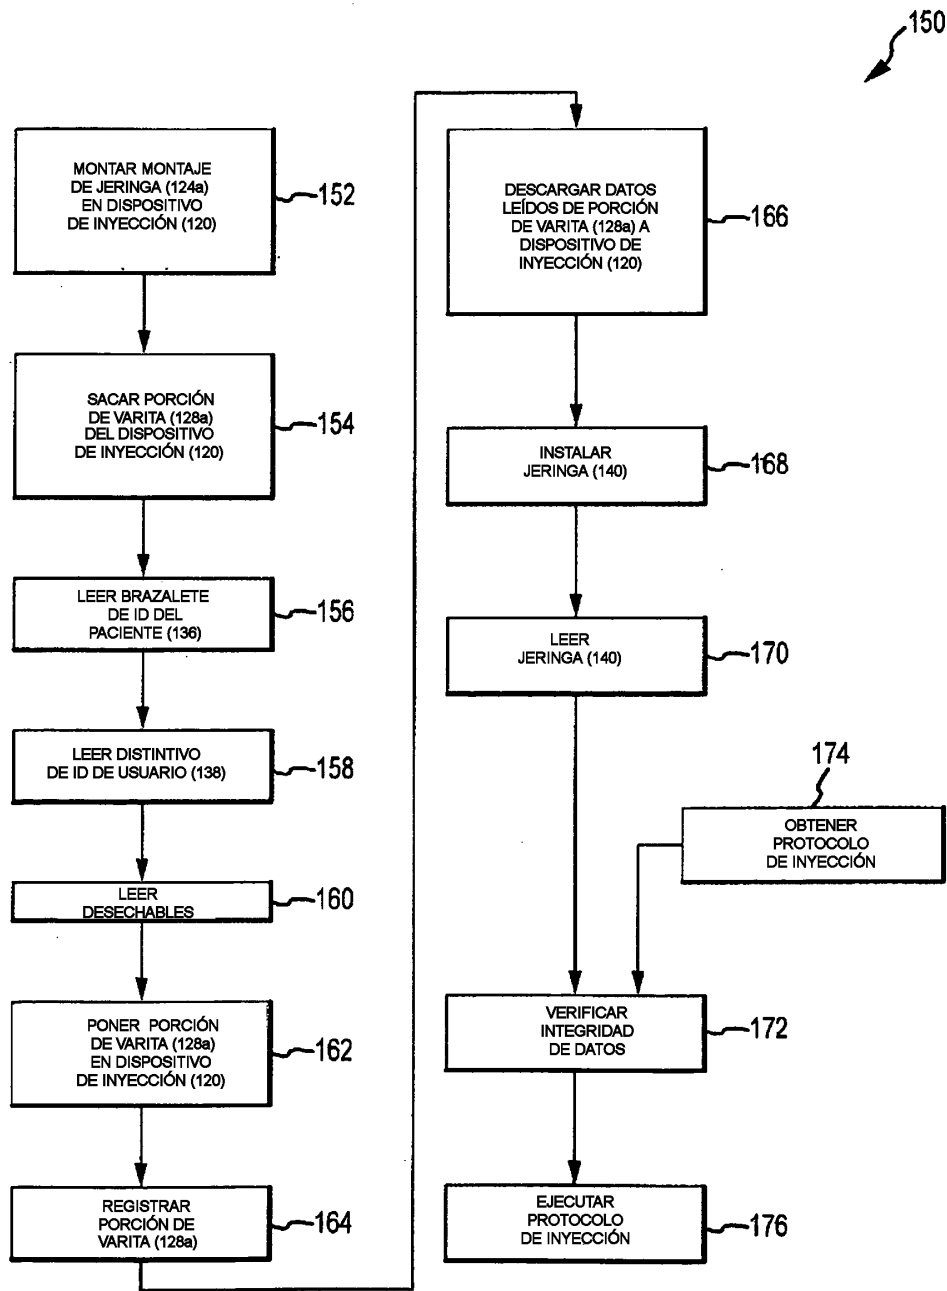 150
MONTAR MONTAJE
DE JERINGA (124a)
EN DISPOSITIVO
DE INYECCIÓN (120)
152
SACAR PORCIÓN
DE VARITA (128a)
DEL DISPOSITIVO
DE INYECCIÓN (120)
154
LEER BRAZALETE
DE ID DEL
PACIENTE (136)
156
LEER DISTINTIVO
DE ID DE USUARIO (138)
158
LEER
DESECHABLES
160
PONER PORCIÓN
DE VARITA (128a)
EN DISPOSITIVO
DE INYECCIÓN (120)
162
REGISTRAR
PORCIÓN DE
VARITA (128a)
164
DESCARGAR DATOS
LEÍDOS DE PORCIÓN
DE VARITA (128a) A
DISPOSITIVO DE
INYECCIÓN (120)
166
INSTALAR
JERINGA (140)
168
LEER
JERINGA (140)
170
174
OBTENER
PROTOCOLO
DE INYECCIÓN
VERIFICAR
INTEGRIDAD
DE DATOS
172
EJECUTAR
PROTOCOLO
DE INYECCIÓN
176